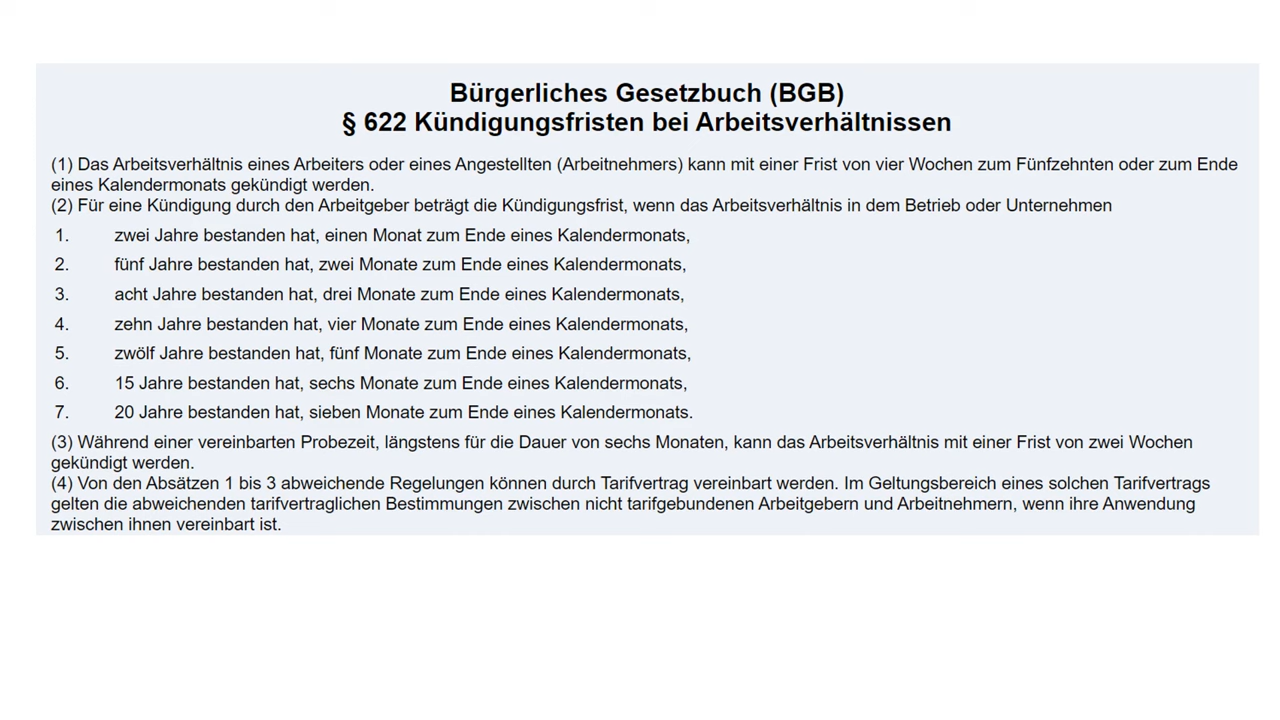 Bürgerliches Gesetzbuch (BGB)
§ 622 Kündigungsfristen bei Arbeitsverhältnissen
(1) Das Arbeitsverhältnis eines Arbeiters oder eines Angestellten (Arbeitnehmers) kann mit einer Frist von vier Wochen zum Fünfzehnten oder zum Ende
eines Kalendermonats gekündigt werden.
(2) Für eine Kündigung durch den Arbeitgeber beträgt die Kündigungsfrist, wenn das Arbeitsverhältnis in dem Betrieb oder Unternehmen
1. zwei Jahre bestanden hat, einen Monat zum Ende eines Kalendermonats,
2. fünf Jahre bestanden hat, zwei Monate zum Ende eines Kalendermonats,
3. acht Jahre bestanden hat, drei Monate zum Ende eines Kalendermonats,
4. zehn Jahre bestanden hat, vier Monate zum Ende eines Kalendermonats,
5. zwölf Jahre bestanden hat, fünf Monate zum Ende eines Kalendermonats,
6. 15 Jahre bestanden hat, sechs Monate zum Ende eines Kalendermonats,
7. 20 Jahre bestanden hat, sieben Monate zum Ende eines Kalendermonats.
(3) Während einer vereinbarten Probezeit, längstens für die Dauer von sechs Monaten, kann das Arbeitsverhältnis mit einer Frist von zwei Wochen
gekündigt werden.
(4) Von den Absätzen 1 bis 3 abweichende Regelungen können durch Tarifvertrag vereinbart werden. Im Geltungsbereich eines solchen Tarifvertrags
gelten die abweichenden tarifvertraglichen Bestimmungen zwischen nicht tarifgebundenen Arbeitgebern und Arbeitnehmern, wenn ihre Anwendung
zwischen ihnen vereinbart ist.